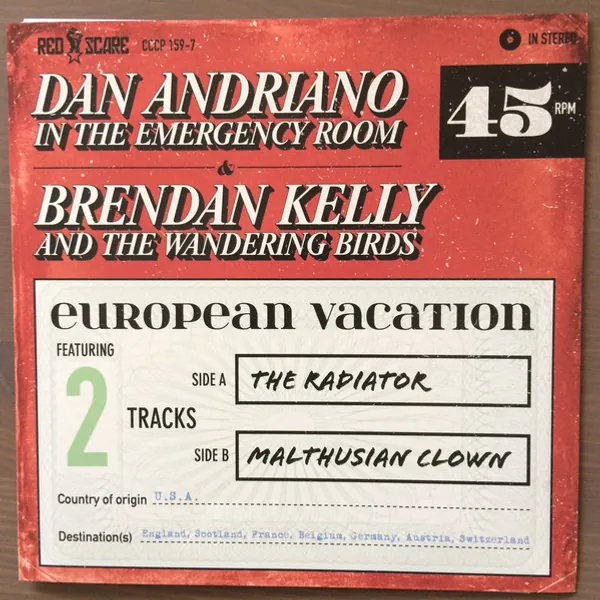 RED SCARE CCCP 159-7 IN STEREO
DAN ANDRIANO
IN THE EMERGENCY ROOM
45 RPM
&
BRENDAN KELLY
AND THE WANDERING BIRDS
european vacation
FEATURING
2 TRACKS
SIDE A THE RADIATOR
SIDE B MALTHUSIAN CLOWN
Country of origin U.S.A.
Destination(s) England, Scotland, France, Belgium, Germany, Austria, Switzerland